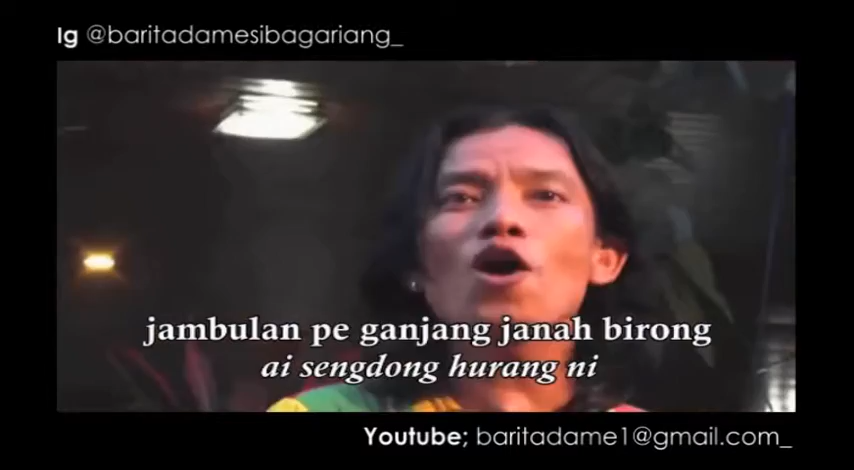 Ig @baritadamesibagariang_
jambulan pe ganjang janah birong
ai sengdong hurang ni
Youtube; baritadame1@gmail.com_